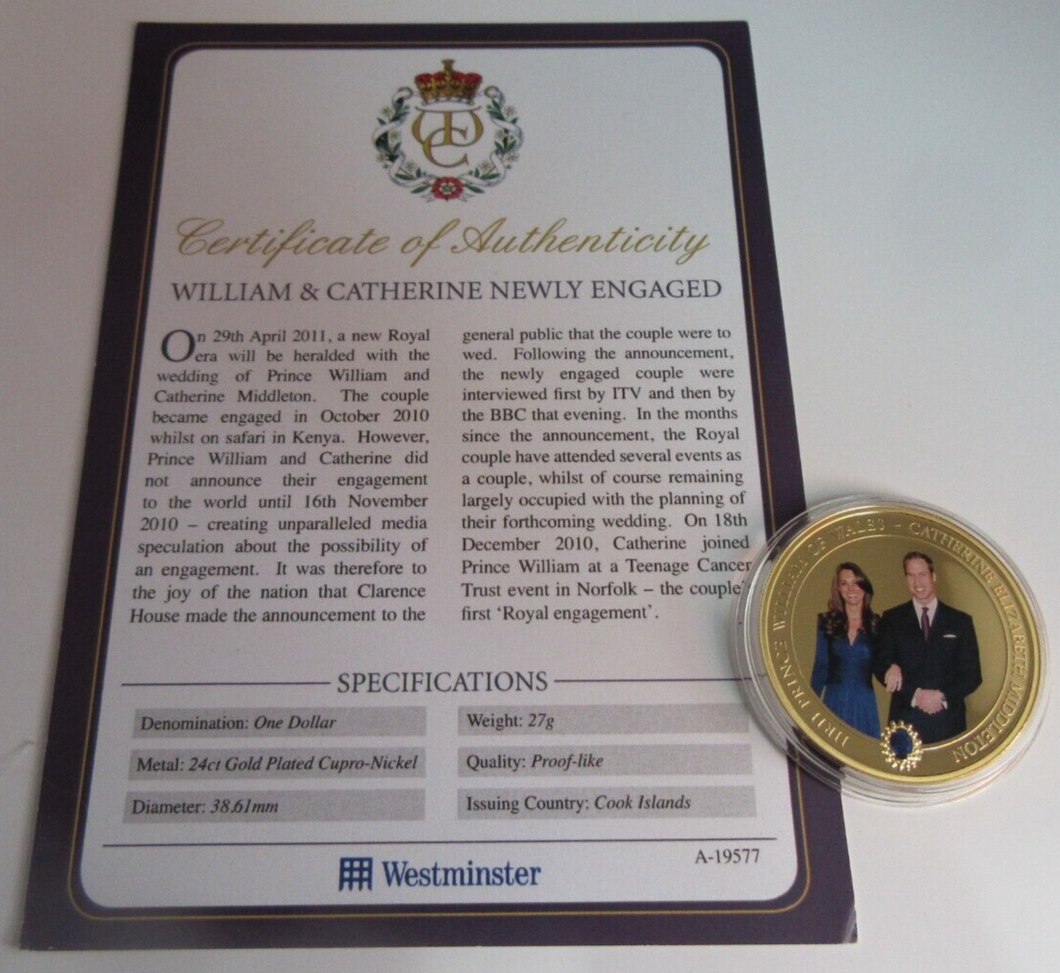 WC
Certificate of Authenticity
WILLIAM & CATHERINE NEWLY ENGAGED
On 29th April 2011, a new Royal
era will be heralded with the
wedding of Prince William and
Catherine Middleton. The couple
became engaged in October 2010
whilst on safari in Kenya. However,
Prince William and Catherine did
not announce their engagement
to the world until 16th November
2010 – creating unparalleled media
speculation about the possibility of
an engagement. It was therefore to
the joy of the nation that Clarence
House made the announcement to the
general public that the couple were to
wed. Following the announcement,
the newly engaged couple were
interviewed first by ITV and then by
the BBC that evening. In the months
since the announcement, the Royal
couple have attended several events as
a couple, whilst of course remaining
largely occupied with the planning of
their forthcoming wedding. On 18th
December 2010, Catherine joined
Prince William at a Teenage Cancer
Trust event in Norfolk – the couple'
first ‘Royal engagement’.
SPECIFICATIONS
Denomination: One Dollar
Metal: 24ct Gold Plated Cupro-Nickel
Diameter: 38.61mm
Weight: 27g
Quality: Proof-like
Issuing Country: Cook Islands
A-19577
Westminster
HRH PRINCE WILLIAM OF WALES - CATHERINE ELIZABETH MIDDLETON